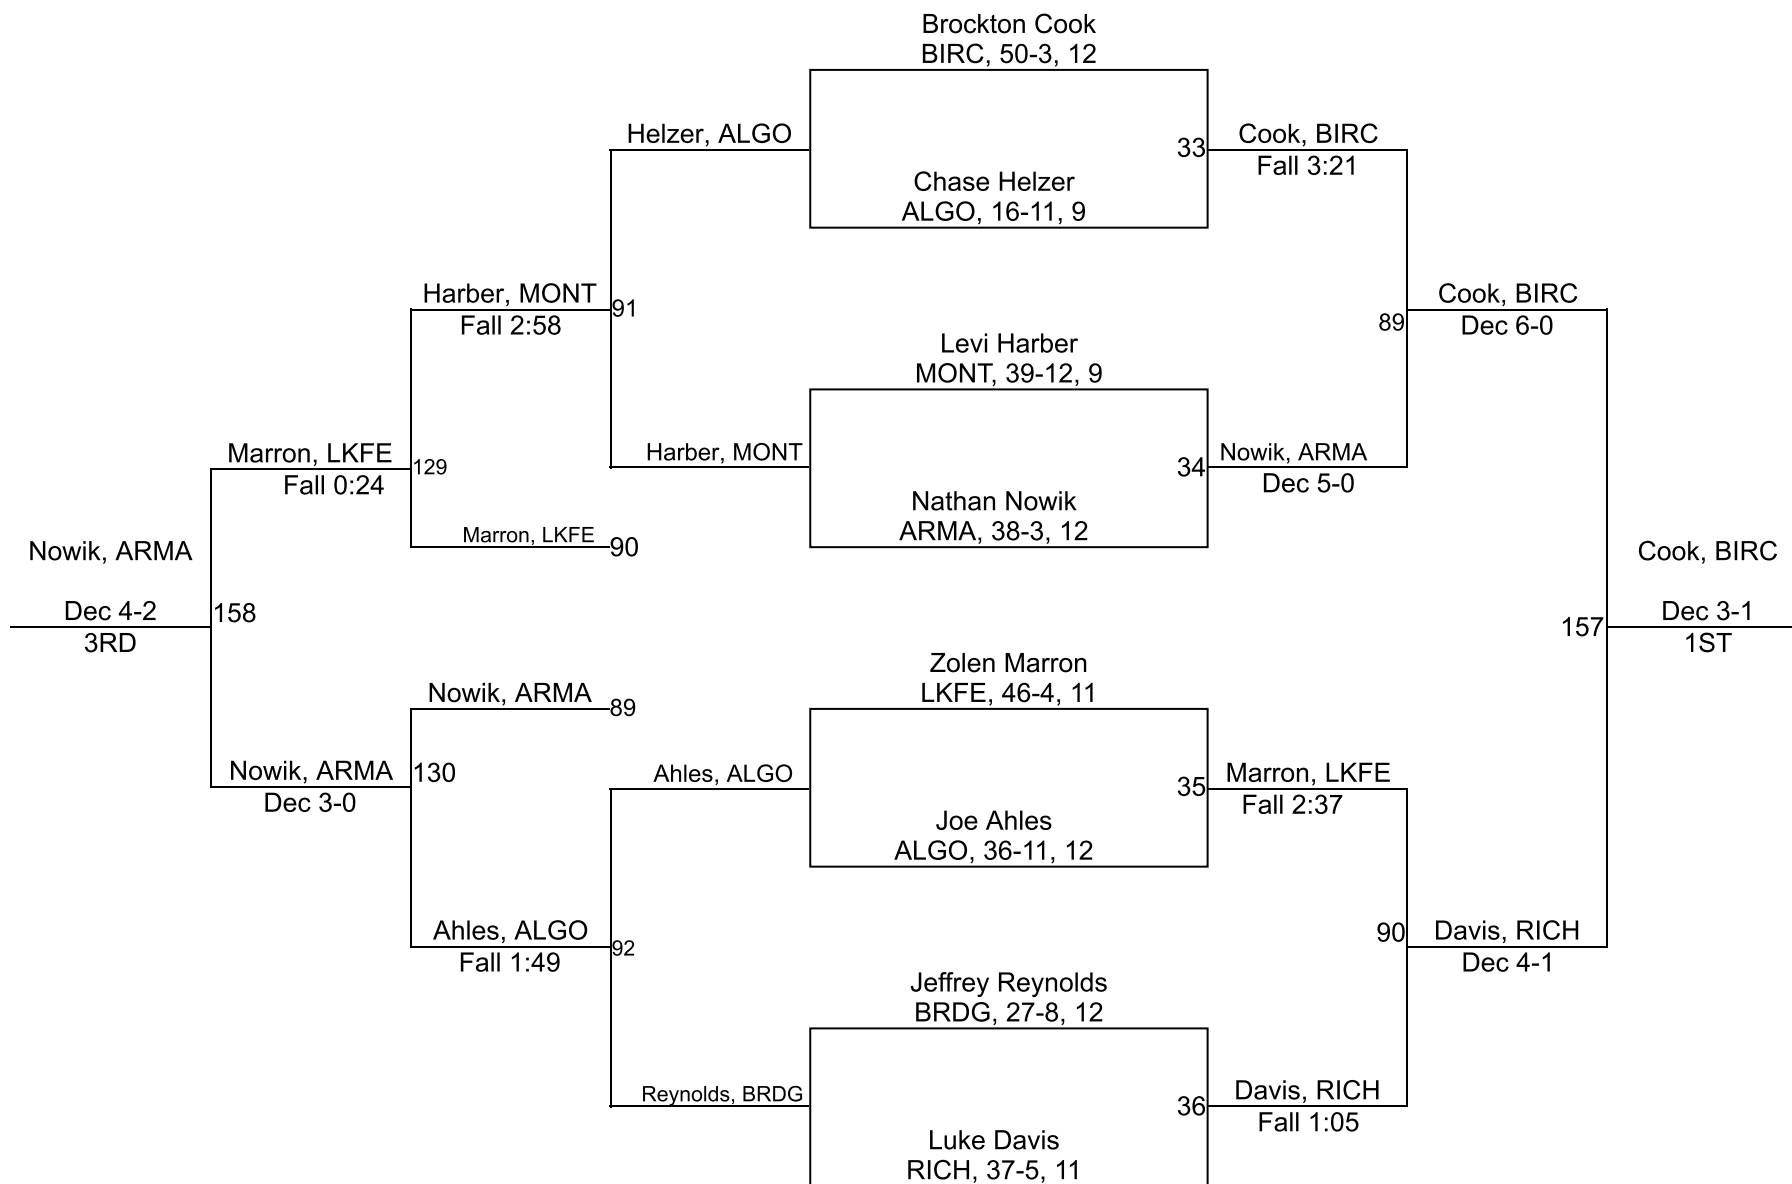 Brockton Cook
BIRC, 50-3, 12
Helzer, ALGO
33
Cook, BIRC
Fall 3:21
Chase Helzer
ALGO, 16-11, 9
Harber, MONT
91
Fall 2:58
Cook, BIRC
89
Dec 6-0
Levi Harber
MONT, 39-12, 9
Marron, LKFE
129
Fall 0:24
Harber, MONT
34
Nowik, ARMA
Dec 5-0
Nathan Nowik
ARMA, 38-3, 12
Marron, LKFE
90
Nowik, ARMA
Cook, BIRC
Dec 4-2
158
3RD
157
Dec 3-1
1ST
Zolen Marron
LKFE, 46-4, 11
Nowik, ARMA
89
Nowik, ARMA
130
Dec 3-0
Ahles, ALGO
35
Marron, LKFE
Fall 2:37
Joe Ahles
ALGO, 36-11, 12
Ahles, ALGO
92
Fall 1:49
90
Davis, RICH
Dec 4-1
Jeffrey Reynolds
BRDG, 27-8, 12
Reynolds, BRDG
36
Davis, RICH
Fall 1:05
Luke Davis
RICH, 37-5, 11